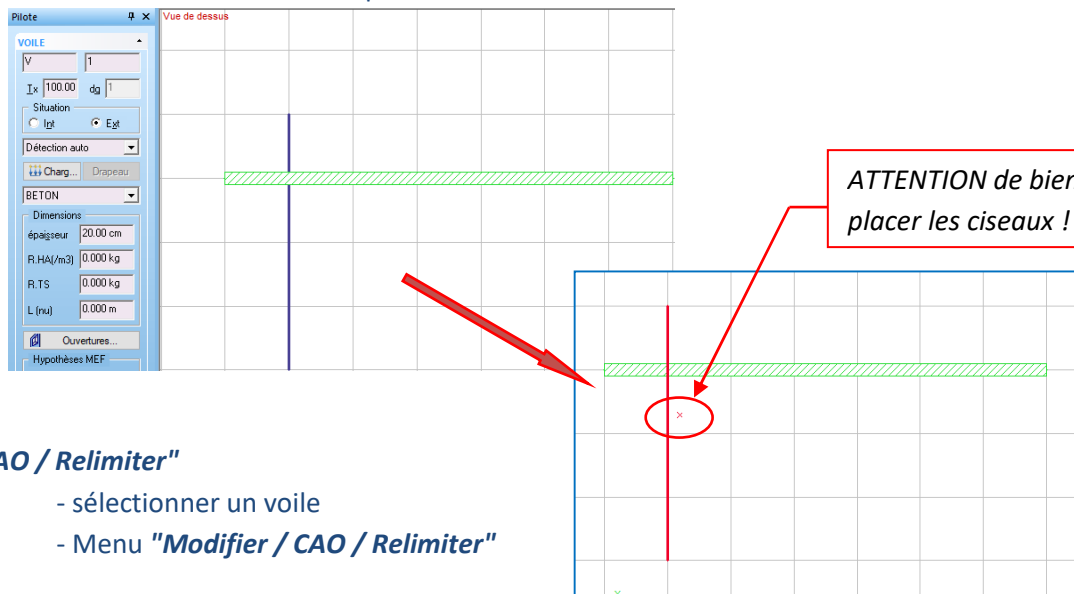 Pilote
Vue de dessus
VOILE
V 1
Tx 100.00 dg 1
Situation
Int Ext
Détection auto
Charg... Drapeau
BETON
Dimensions
épaisseur 20.00 cm
R.HA(/m3) 0.000 kg
R.TS 0.000 kg
L (nu) 0.000 m
Ouvertures...
Hypothèses MEF
ATTENTION de bien
placer les ciseaux !
AO / Relimiter"
- sélectionner un voile
- Menu "Modifier / CAO / Relimiter"